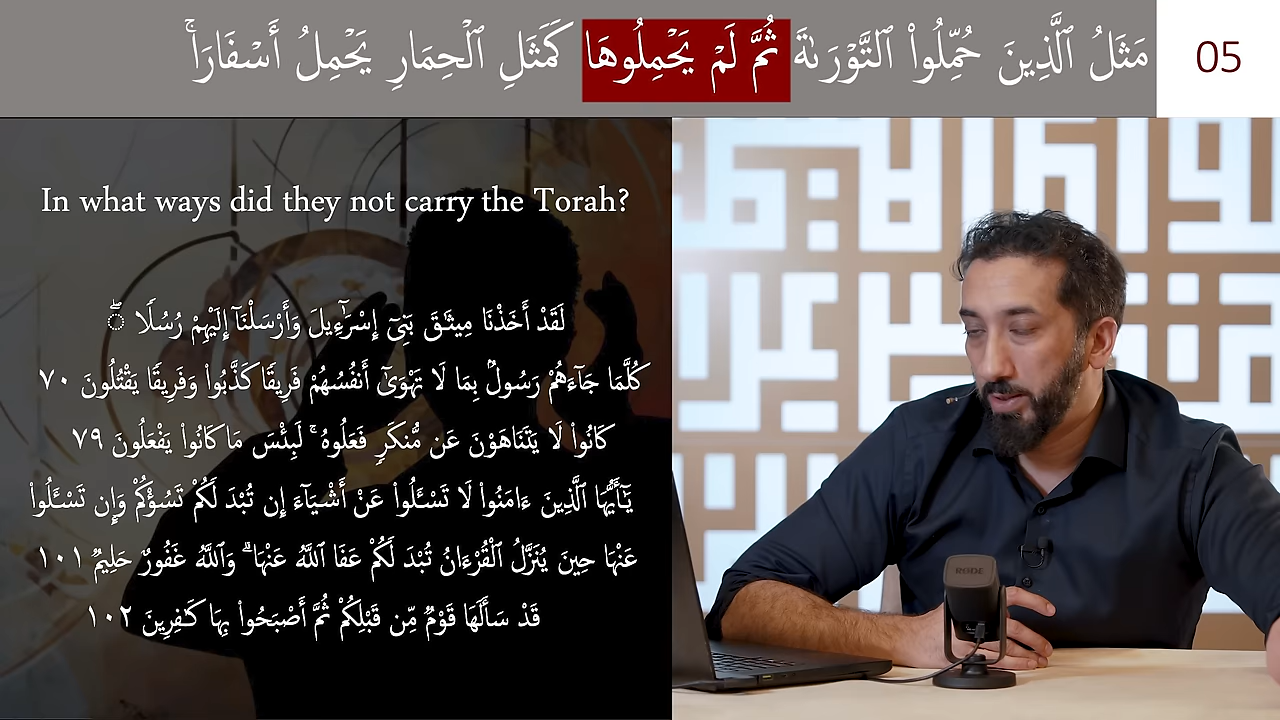 مَثَلُ ٱلَّذِينَ حُمِّلُوا۟ ٱلتَّوْرَىٰةَ ثُمَّ لَمْ يَحْمِلُوهَا كَمَثَلِ ٱلْحِمَارِ يَحْمِلُ أَسْفَارًۢا ۚ
05
In what ways did they not carry the Torah?
لَقَدْ أَخَذْنَا مِيثَـٰقَ بَنِىٓ إِسْرَٰٓءِيلَ وَأَرْسَلْنَآ إِلَيْهِمْ رُسُلًا ۖ
كُلَّمَا جَآءَهُمْ رَسُولٌۢ بِمَا لَا تَهْوَىٰٓ أَنفُسُهُمْ فَرِيقًا كَذَّبُوا۟ وَفَرِيقًا يَقْتُلُونَ ٧٠
كَانُوا۟ لَا يَتَنَاهَوْنَ عَن مُّنكَرٍ فَعَلُوهُ ۚ لَبِئْسَ مَا كَانُوا۟ يَفْعَلُونَ ٧٩
يَـٰٓأَيُّهَا ٱلَّذِينَ ءَامَنُوا۟ لَا تَسْـَٔلُوا۟ عَنْ أَشْيَآءَ إِن تُبْدَ لَكُمْ تَسُؤْكُمْ وَإِن تَسْـَٔلُوا۟
عَنْهَا حِينَ يُنَزَّلُ ٱلْقُرْءَانُ تُبْدَ لَكُمْ عَفَا ٱللَّهُ عَنْهَا ۗ وَٱللَّهُ غَفُورٌ حَلِيمٌ ١٠١
قَدْ سَأَلَهَا قَوْمٌ مِّن قَبْلِكُمْ ثُمَّ أَصْبَحُوا۟ بِهَا كَـٰفِرِينَ ١٠٢
RODE